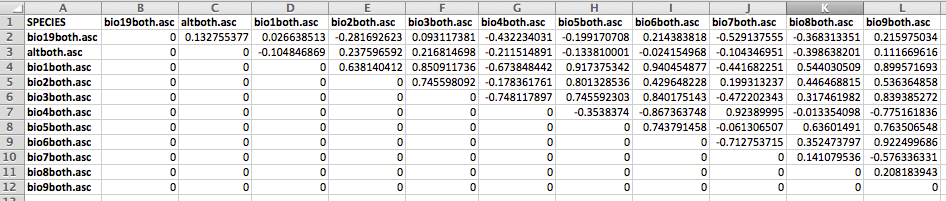 A B C D E F G H I J K L
1 SPECIES bio19both.asc altboth.asc bio1both.asc bio2both.asc bio3both.asc bio4both.asc bio5both.asc bio6both.asc bio7both.asc bio8both.asc bio9both.asc
2 bio19both.asc 0 0.132755377 0.026638513 -0.281692623 0.093117381 -0.432234031 -0.199170708 0.214383818 -0.529137555 -0.368313351 0.215975034
3 altboth.asc 0 0 -0.104846869 0.237596592 0.216814698 -0.211514891 -0.133810001 -0.024154968 -0.104346951 -0.398638201 0.111669616
4 bio1both.asc 0 0 0 0.638140412 0.850911736 -0.673848442 0.917375342 0.940454877 -0.441682251 0.544030509 0.899571693
5 bio2both.asc 0 0 0 0 0.745598092 -0.178361761 0.801328536 0.429648228 0.199313237 0.446468815 0.536364858
6 bio3both.asc 0 0 0 0 0 -0.748117897 0.745592303 0.840175143 -0.472202343 0.317461982 0.839385272
7 bio4both.asc 0 0 0 0 0 0 -0.3538374 -0.867363748 0.92389995 -0.013354098 -0.775161836
8 bio5both.asc 0 0 0 0 0 0 0 0.743791458 -0.061306507 0.63601491 0.763506548
9 bio6both.asc 0 0 0 0 0 0 0 0 -0.712753715 0.352473797 0.922499686
10 bio7both.asc 0 0 0 0 0 0 0 0 0 0.141079536 -0.576336331
11 bio8both.asc 0 0 0 0 0 0 0 0 0 0 0.208183943
12 bio9both.asc 0 0 0 0 0 0 0 0 0 0 0